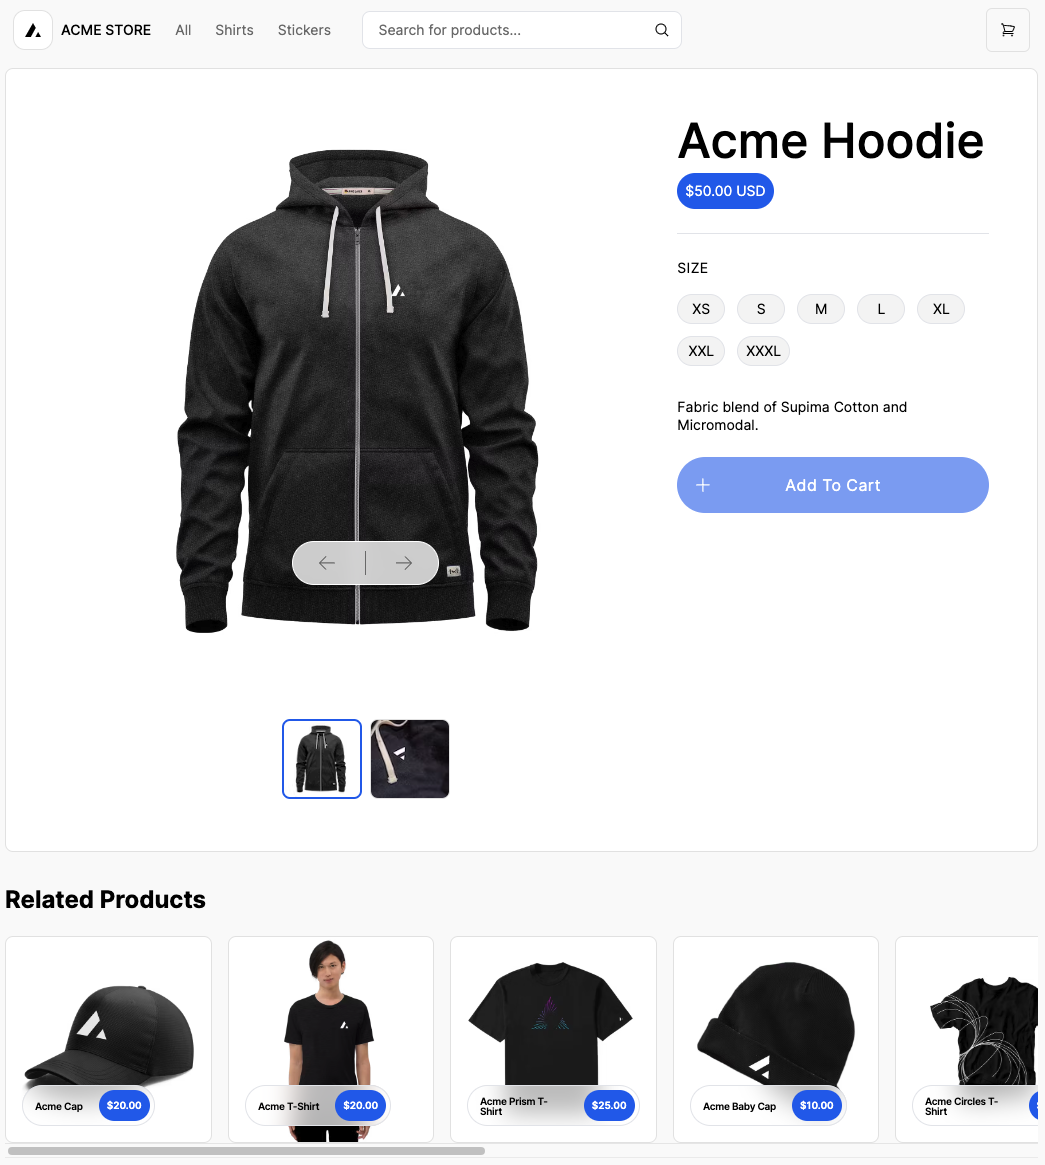 ACME STORE
All
Shirts
Stickers
Search for products...
Acme Hoodie
$50.00 USD
SIZE
XS
S
M
L
XL
XXL
XXXL
Fabric blend of Supima Cotton and
Micromodal.
Add To Cart
Related Products
Acme Cap
$20.00
Acme T-Shirt
$20.00
Acme Prism T-
Shirt
$25.00
Acme Baby Cap
$10.00
Acme Circles T-
Shirt